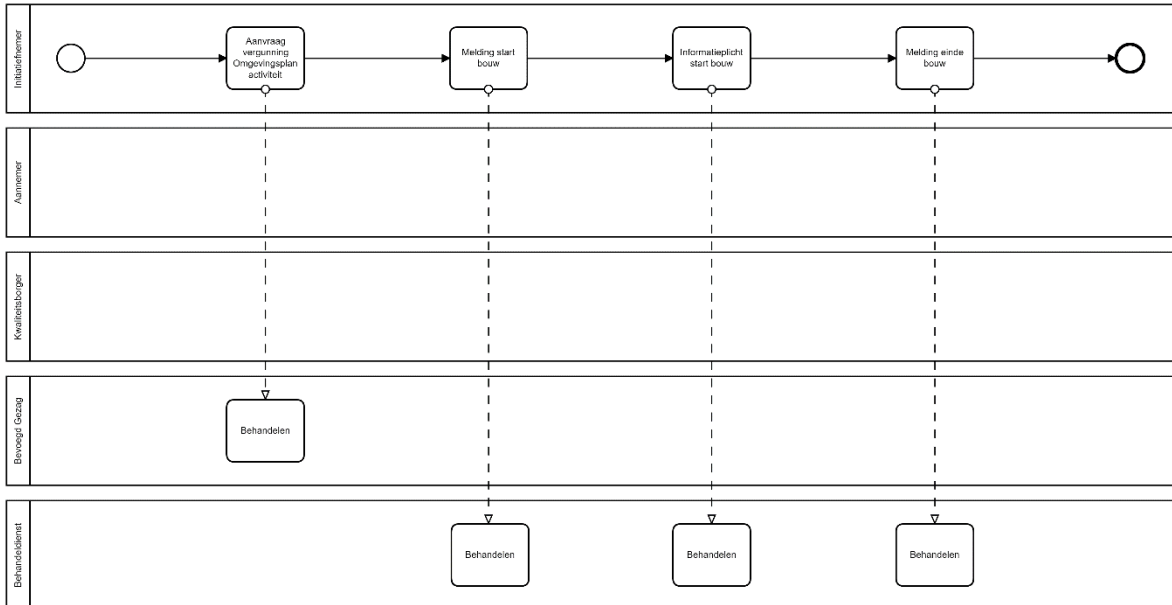 Initiatiefnemer
Aanvraag
vergunning
Omgevingsplan
activiteit
Melding start
bouw
Informatieplicht
start bouw
Melding einde
bouw
Aannemer
Kwaliteitsborger
Bevoegd Gezag
Behandelen
Behandeldienst
Behandelen
Behandelen
Behandelen